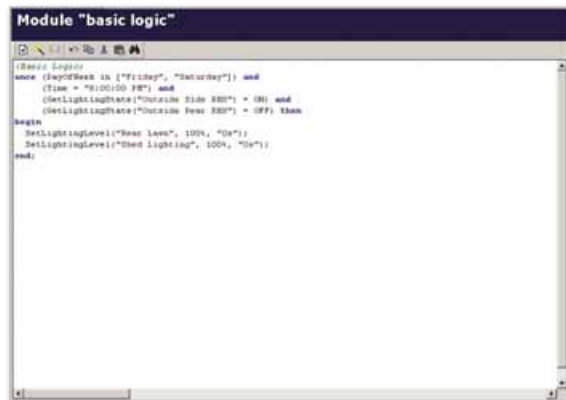 Module "basic logic"
{Basic Logic}
once (DayOfWeek in ["Friday", "Saturday"]) and
(Time = "8:00:00 PM") and
(GetLightingState("Outside Side") = ON) and
(GetLightingState("Outside Rear") = OFF) then
begin
SetLightingLevel("Rear Lawn", 100%, "0s");
SetLightingLevel("Shed Lighting", 100%, "0s");
end;